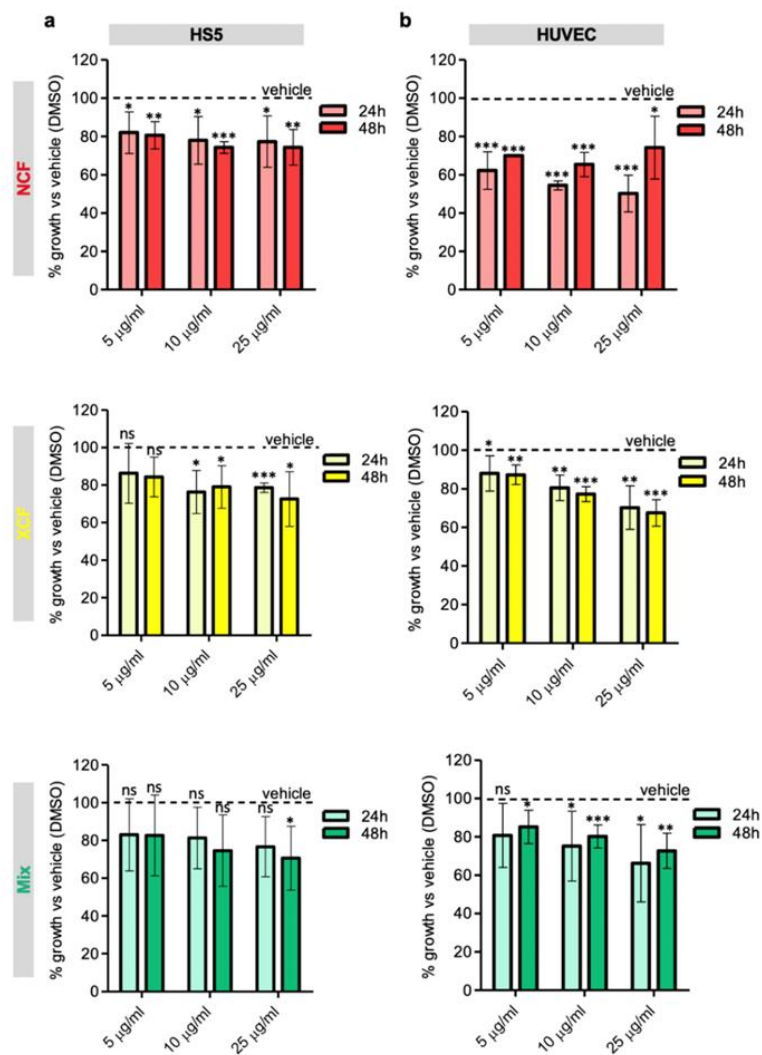 a
b
HS5
HUVEC
NCF
% growth vs vehicle (DMSO)
120
100
80
60
40
20
0
vehicle
* ** * *** * **
24h
48h
5 µg/ml
10 µg/ml
25 µg/ml
% growth vs vehicle (DMSO)
120
100
80
60
40
20
0
vehicle
*** *** *** *** *** *
24h
48h
5 µg/ml
10 µg/ml
25 µg/ml
XCF
% growth vs vehicle (DMSO)
120
100
80
60
40
20
0
vehicle
ns ns * * *** *
24h
48h
5 µg/ml
10 µg/ml
25 µg/ml
% growth vs vehicle (DMSO)
120
100
80
60
40
20
0
vehicle
* ** ** *** ** ***
24h
48h
5 µg/ml
10 µg/ml
25 µg/ml
Mix
% growth vs vehicle (DMSO)
120
100
80
60
40
20
0
vehicle
ns ns ns ns ns *
24h
48h
5 µg/ml
10 µg/ml
25 µg/ml
% growth vs vehicle (DMSO)
120
100
80
60
40
20
0
vehicle
ns * * *** * **
24h
48h
5 µg/ml
10 µg/ml
25 µg/ml